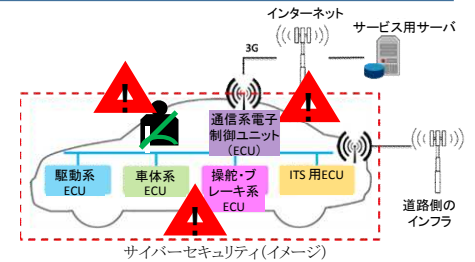 インターネット
サービス用サーバ
3G
通信系電子
制御ユニット
(ECU)
駆動系
ECU
車体系
ECU
操舵・ブ
レーキ系
ECU
ITS 用ECU
道路側の
インフラ
サイバーセキュリティ(イメージ)